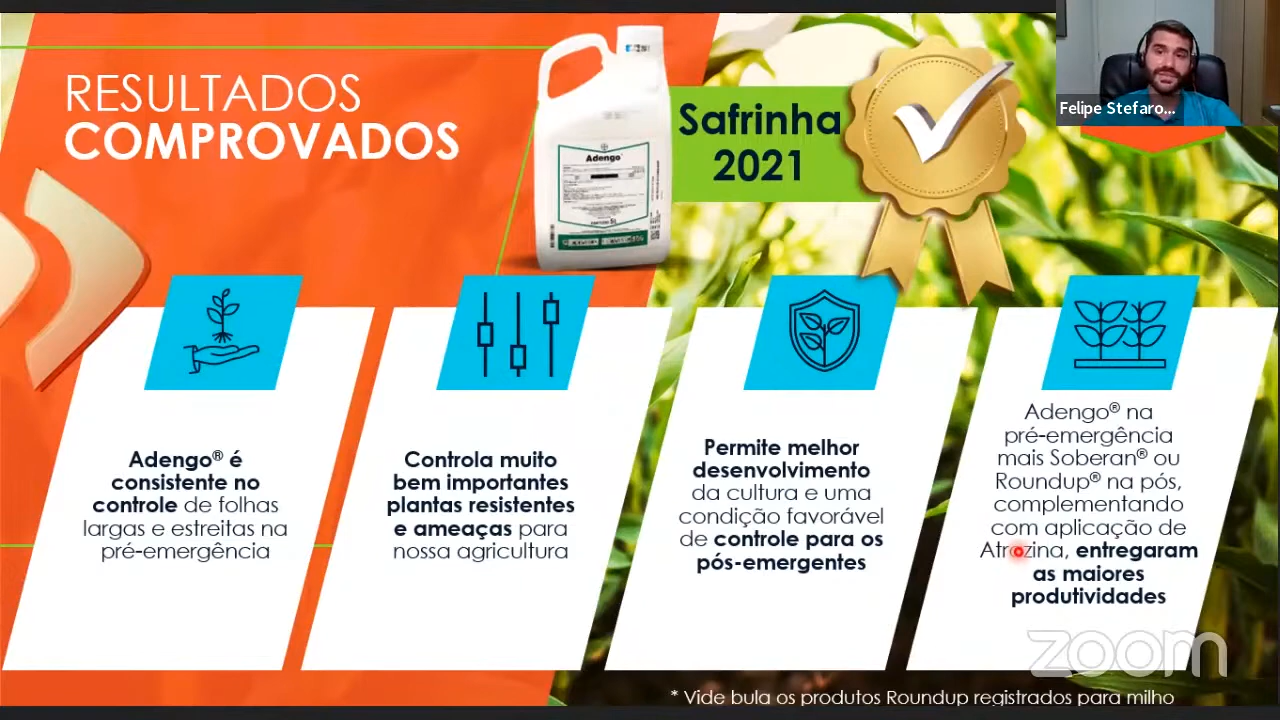 RESULTADOS
COMPROVADOS
Adengo
Safrinha
2021
Felipe Stefaro...
Adengo® é
consistente no
controle de folhas
largas e estreitas na
pré-emergência
Controla muito
bem importantes
plantas resistentes
e ameaças para
nossa agricultura
Permite melhor
desenvolvimento
da cultura e uma
condição favorável
de controle para os
pós-emergentes
Adengo® na
pré-emergência
mais Soberan® ou
Roundup® na pós,
complementando
com aplicação de
Atrazina, entregaram
as maiores
produtividades
zoom
* Vide bula os produtos Roundup registrados para milho